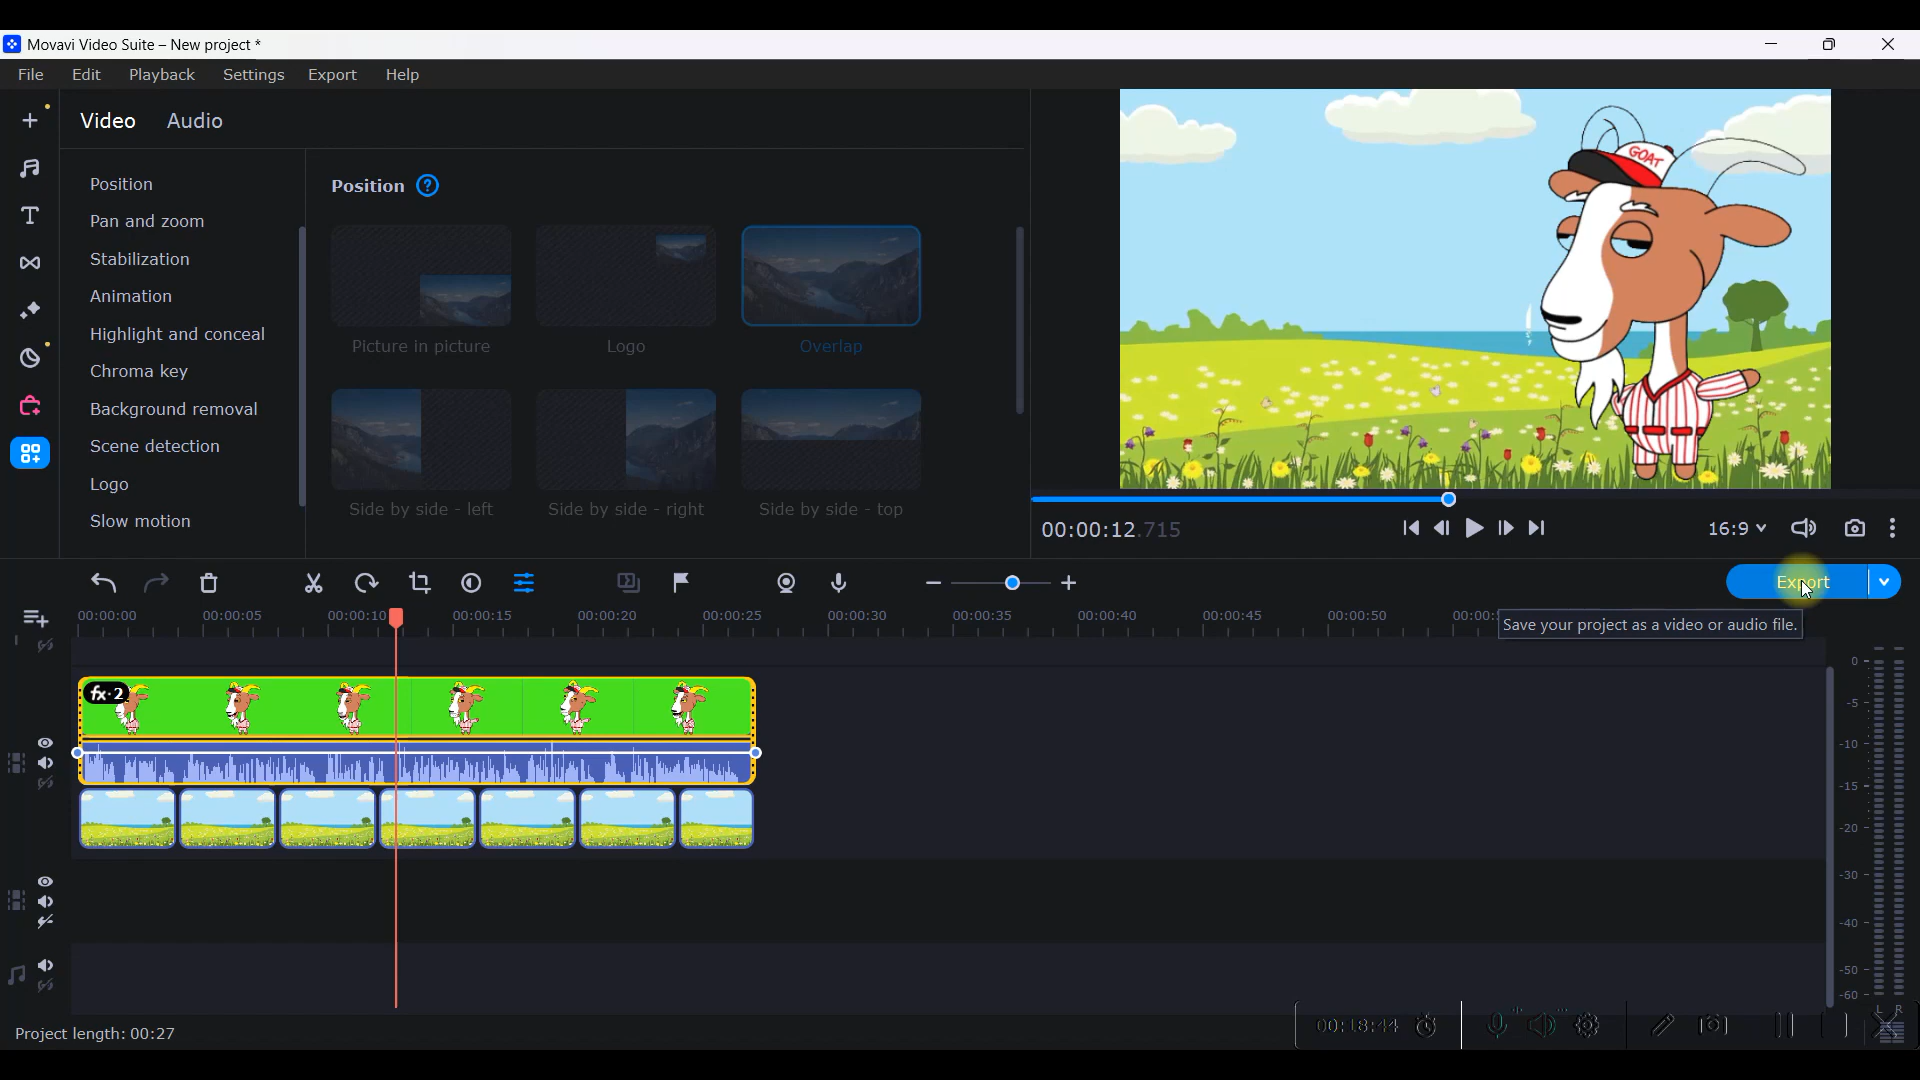 Movavi Video Suite – New project *
File Edit Playback Settings Export Help
Video Audio
Position
Pan and zoom
Stabilization
Animation
Highlight and conceal
Chroma key
Background removal
Scene detection
Logo
Slow motion
Position ?
Picture in picture Logo Overlap
Side by side - left Side by side - right Side by side - top
GOAT
00:00:12.715
16:9
Export
Save your project as a video or audio file.
00:00:00 00:00:05 00:00:10 00:00:15 00:00:20 00:00:25 00:00:30 00:00:35 00:00:40 00:00:45 00:00:50
fx·2
0
-5
-10
-15
-20
-30
-40
-50
-60
L R
00:18:44
Project length: 00:27